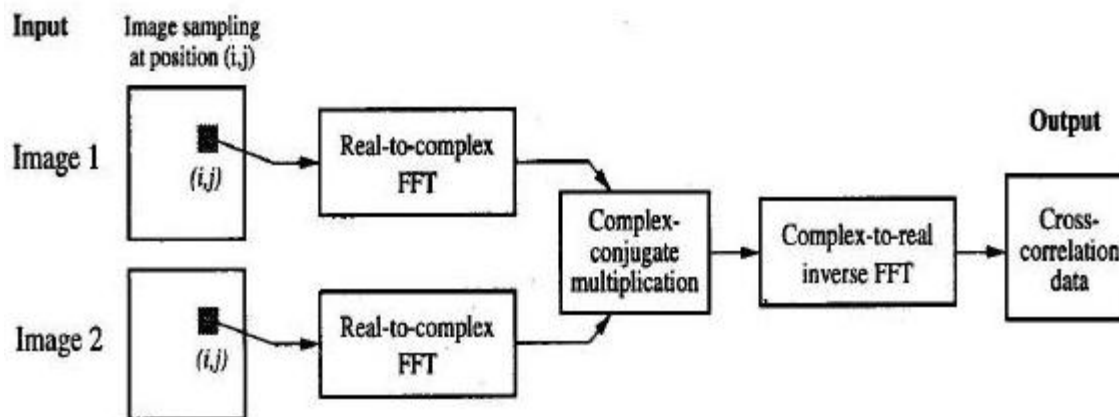 Input
Image sampling
at position (i,j)
Image 1
(i,j)
Real-to-complex
FFT
Output
Complex-
conjugate
multiplication
Complex-to-real
inverse FFT
Cross-
correlation
data
Image 2
(i,j)
Real-to-complex
FFT